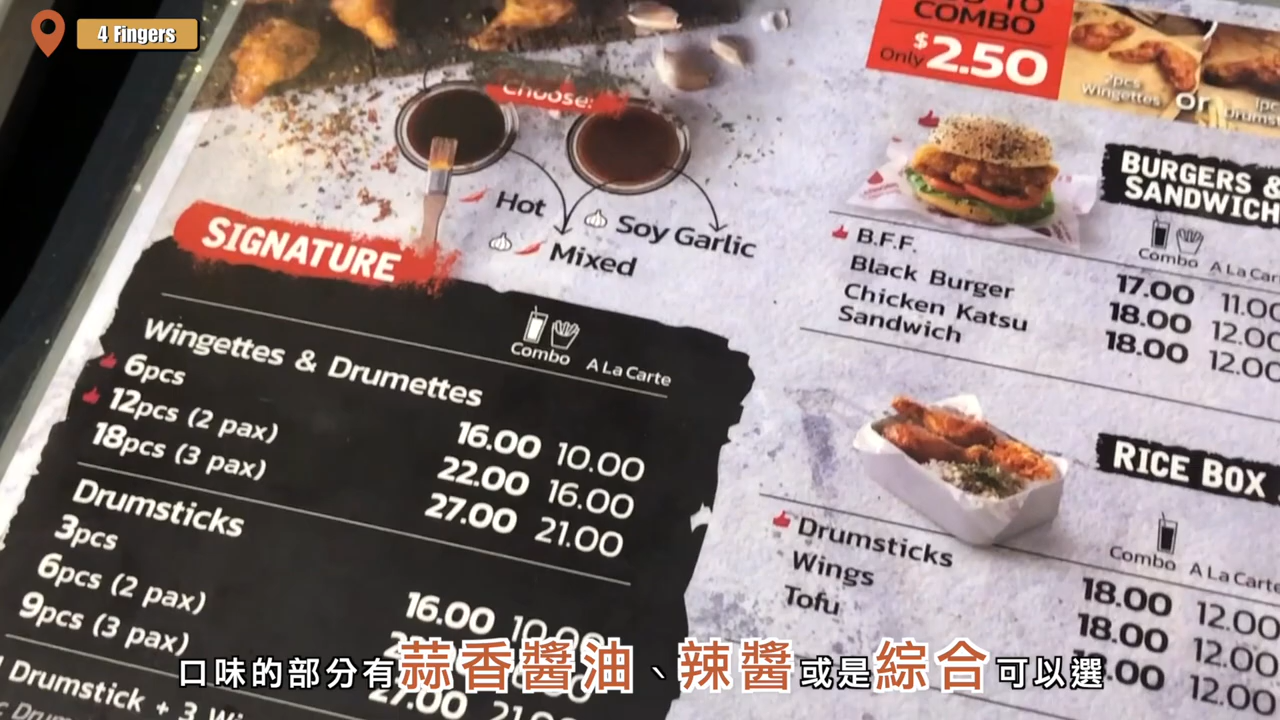 4 Fingers
COMBO
Only $2.50
2pcs Wingettes or
Choose:
Hot
Soy Garlic
Mixed
SIGNATURE
Combo A La Carte
Wingettes & Drumettes
6pcs 16.00 10.00
12pcs (2 pax) 22.00 16.00
18pcs (3 pax) 27.00 21.00
Drumsticks
3pcs 16.00 10.00
6pcs (2 pax)
9pcs (3 pax) 27.00
Drumstick + 3
BURGERS &
SANDWICH
Combo A La Cart
B.F.F. 17.00 11.00
Black Burger 18.00 12.00
Chicken Katsu
Sandwich 18.00 12.00
RICE BOX
Combo A La Carte
Drumsticks 18.00 12.00
Wings 18.00 12.00
Tofu 12.00
口味的部分有蒜香醬油、辣醬或是綜合可以選